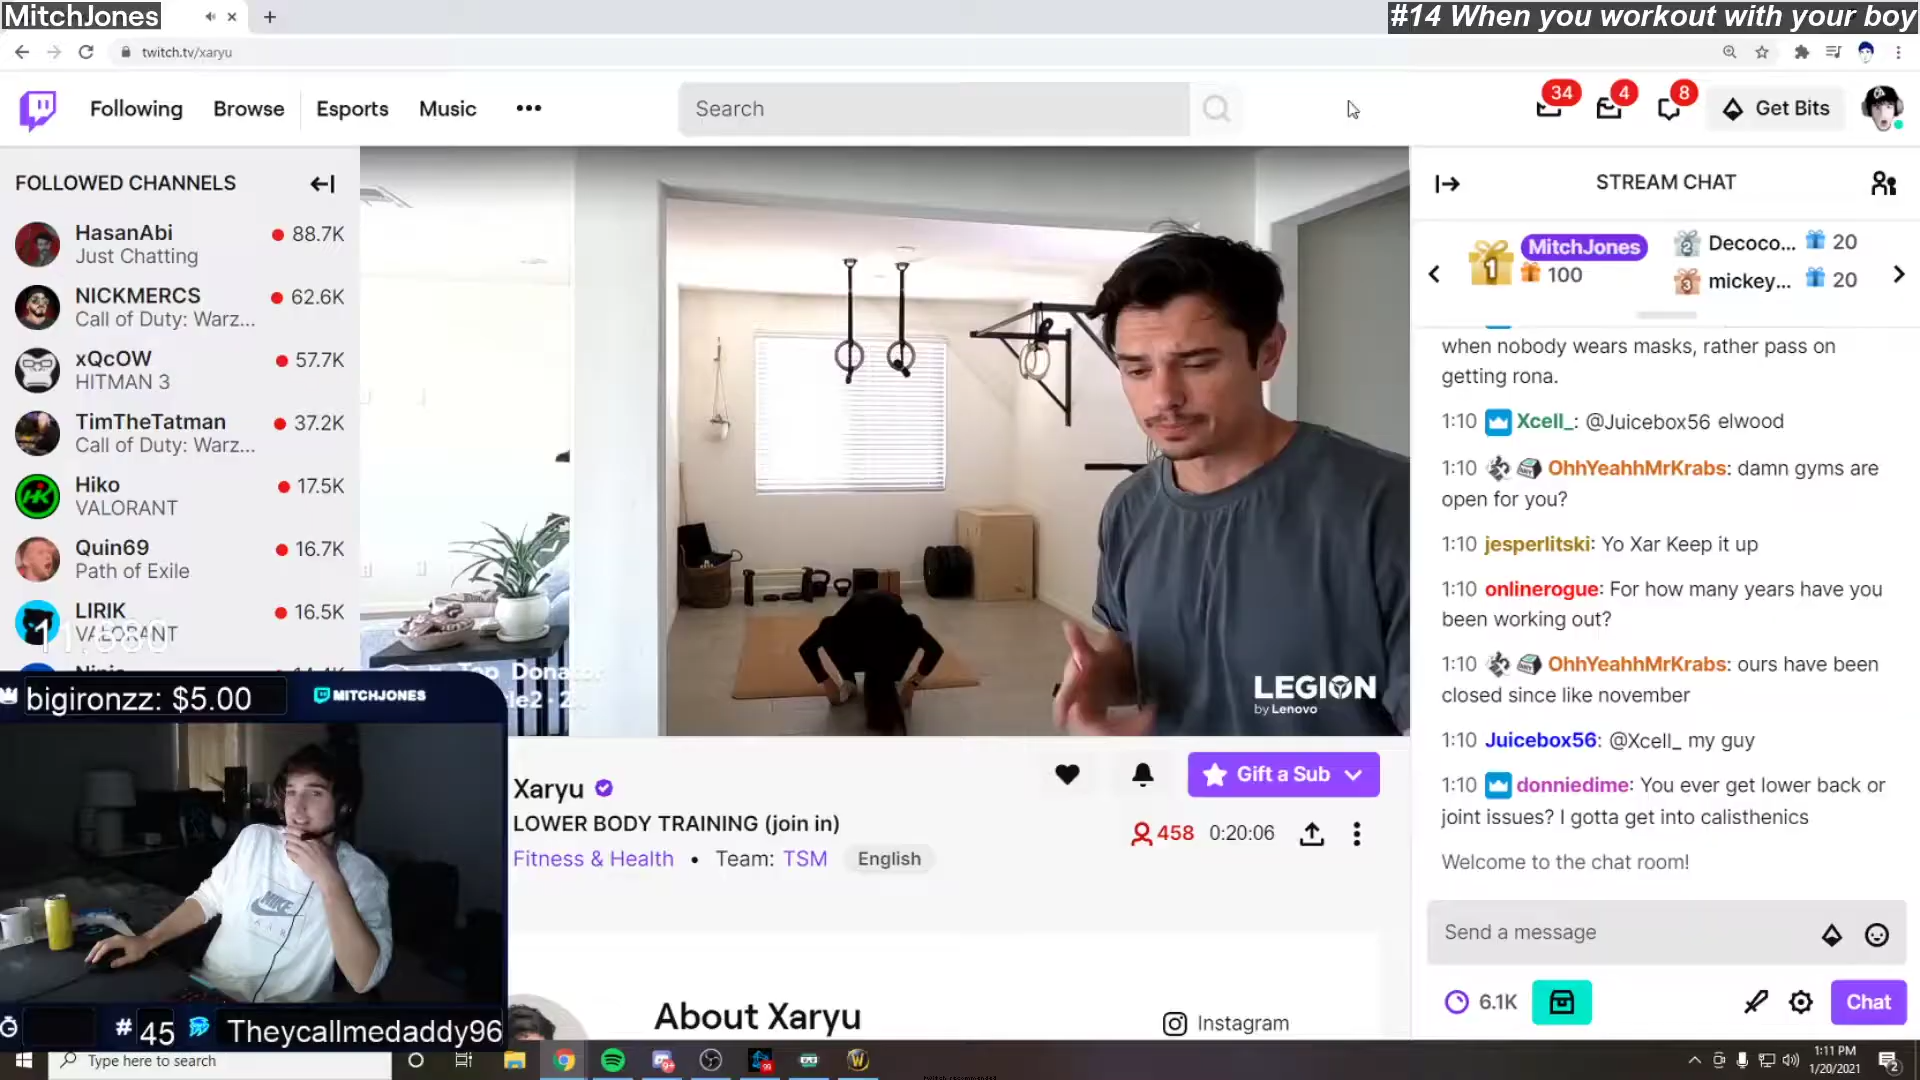 MitchJones
#14 When you workout with your boy
twitch.tv/xaryu
Following
Browse
Esports
Music
Search
34
4
8
Get Bits
FOLLOWED CHANNELS
HasanAbi
88.7K
Just Chatting
NICKMERCS
62.6K
Call of Duty: Warz...
xQcOW
57.7K
HITMAN 3
TimTheTatman
37.2K
Call of Duty: Warz...
Hiko
17.5K
VALORANT
Quin69
16.7K
Path of Exile
LIRIK
16.5K
VALORANT
bigironzz: $5.00
MITCHJONES
NIKE
AIR
# 45
Theycallmedaddy96
Top Donator
LEGION
by Lenovo
Xaryu
LOWER BODY TRAINING (join in)
Fitness & Health • Team: TSM
English
Gift a Sub
458
0:20:06
About Xaryu
Instagram
STREAM CHAT
1
MitchJones
100
2
Decoco...
20
3
mickey...
20
when nobody wears masks, rather pass on
getting rona.
1:10 Xcell_: @Juicebox56 elwood
1:10 OhhYeahhMrKrabs: damn gyms are
open for you?
1:10 jesperlitski: Yo Xar Keep it up
1:10 onlinerogue: For how many years have you
been working out?
1:10 OhhYeahhMrKrabs: ours have been
closed since like november
1:10 Juicebox56: @Xcell_ my guy
1:10 donniedime: You ever get lower back or
joint issues? I gotta get into calisthenics
Welcome to the chat room!
Send a message
6.1K
Chat
Type here to search
1:11 PM
1/20/2021
2